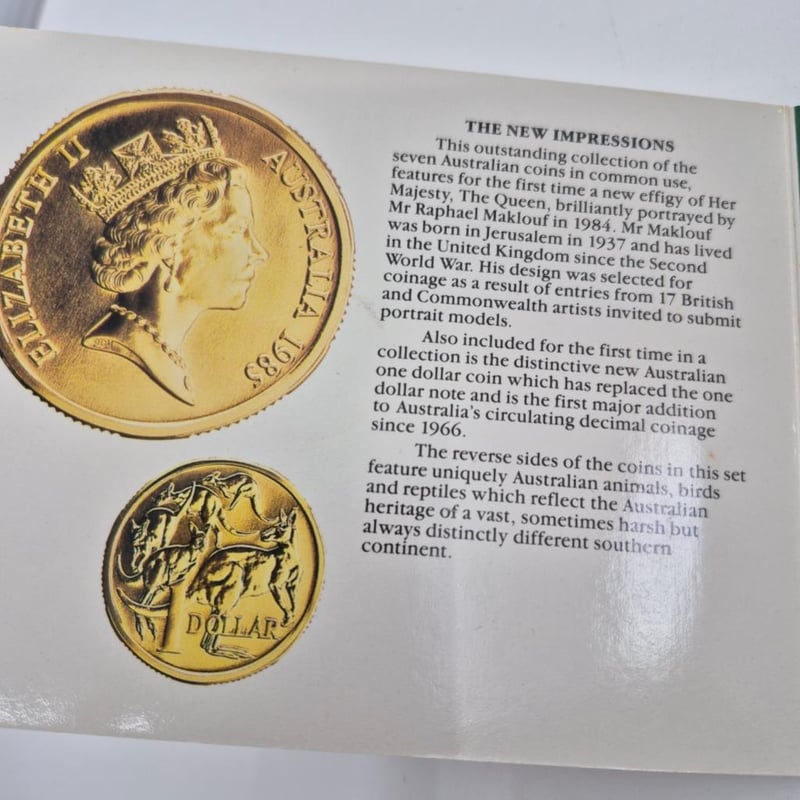 ELIZABETH II
AUSTRALIA 1985
1 DOLLAR
THE NEW IMPRESSIONS
This outstanding collection of the
seven Australian coins in common use,
features for the first time a new effigy of Her
Majesty, The Queen, brilliantly portrayed by
Mr Raphael Maklouf in 1984. Mr Maklouf
was born in Jerusalem in 1937 and has lived
in the United Kingdom since the Second
World War. His design was selected for
coinage as a result of entries from 17 British
and Commonwealth artists invited to submit
portrait models.
Also included for the first time in a
collection is the distinctive new Australian
one dollar coin which has replaced the one
dollar note and is the first major addition
to Australia's circulating decimal coinage
since 1966.
The reverse sides of the coins in this set
feature uniquely Australian animals, birds
and reptiles which reflect the Australian
heritage of a vast, sometimes harsh but
always distinctly different southern
continent.